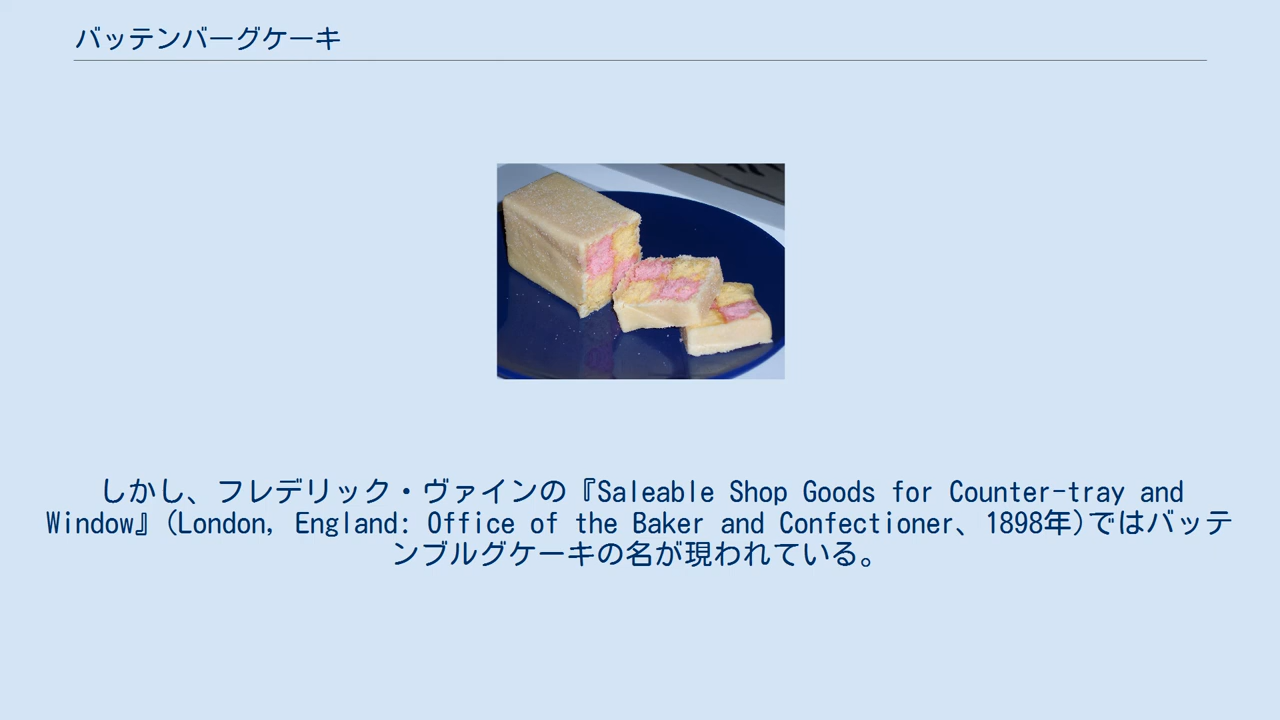 バッテンバーグケーキ
しかし、フレデリック・ヴァインの『Saleable Shop Goods for Counter-tray and
Window』(London, England: Office of the Baker and Confectioner、1898年)ではバッテ
ンブルグケーキの名が現われている。